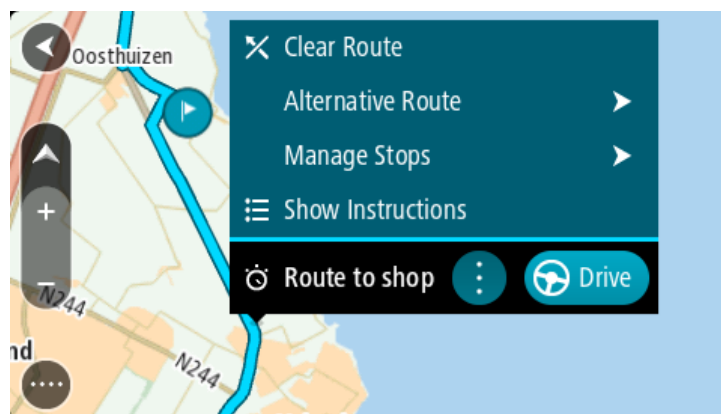 Oosthuizen
Clear Route
Alternative Route
Manage Stops
Show Instructions
Route to shop
Drive
N244
nd
N244